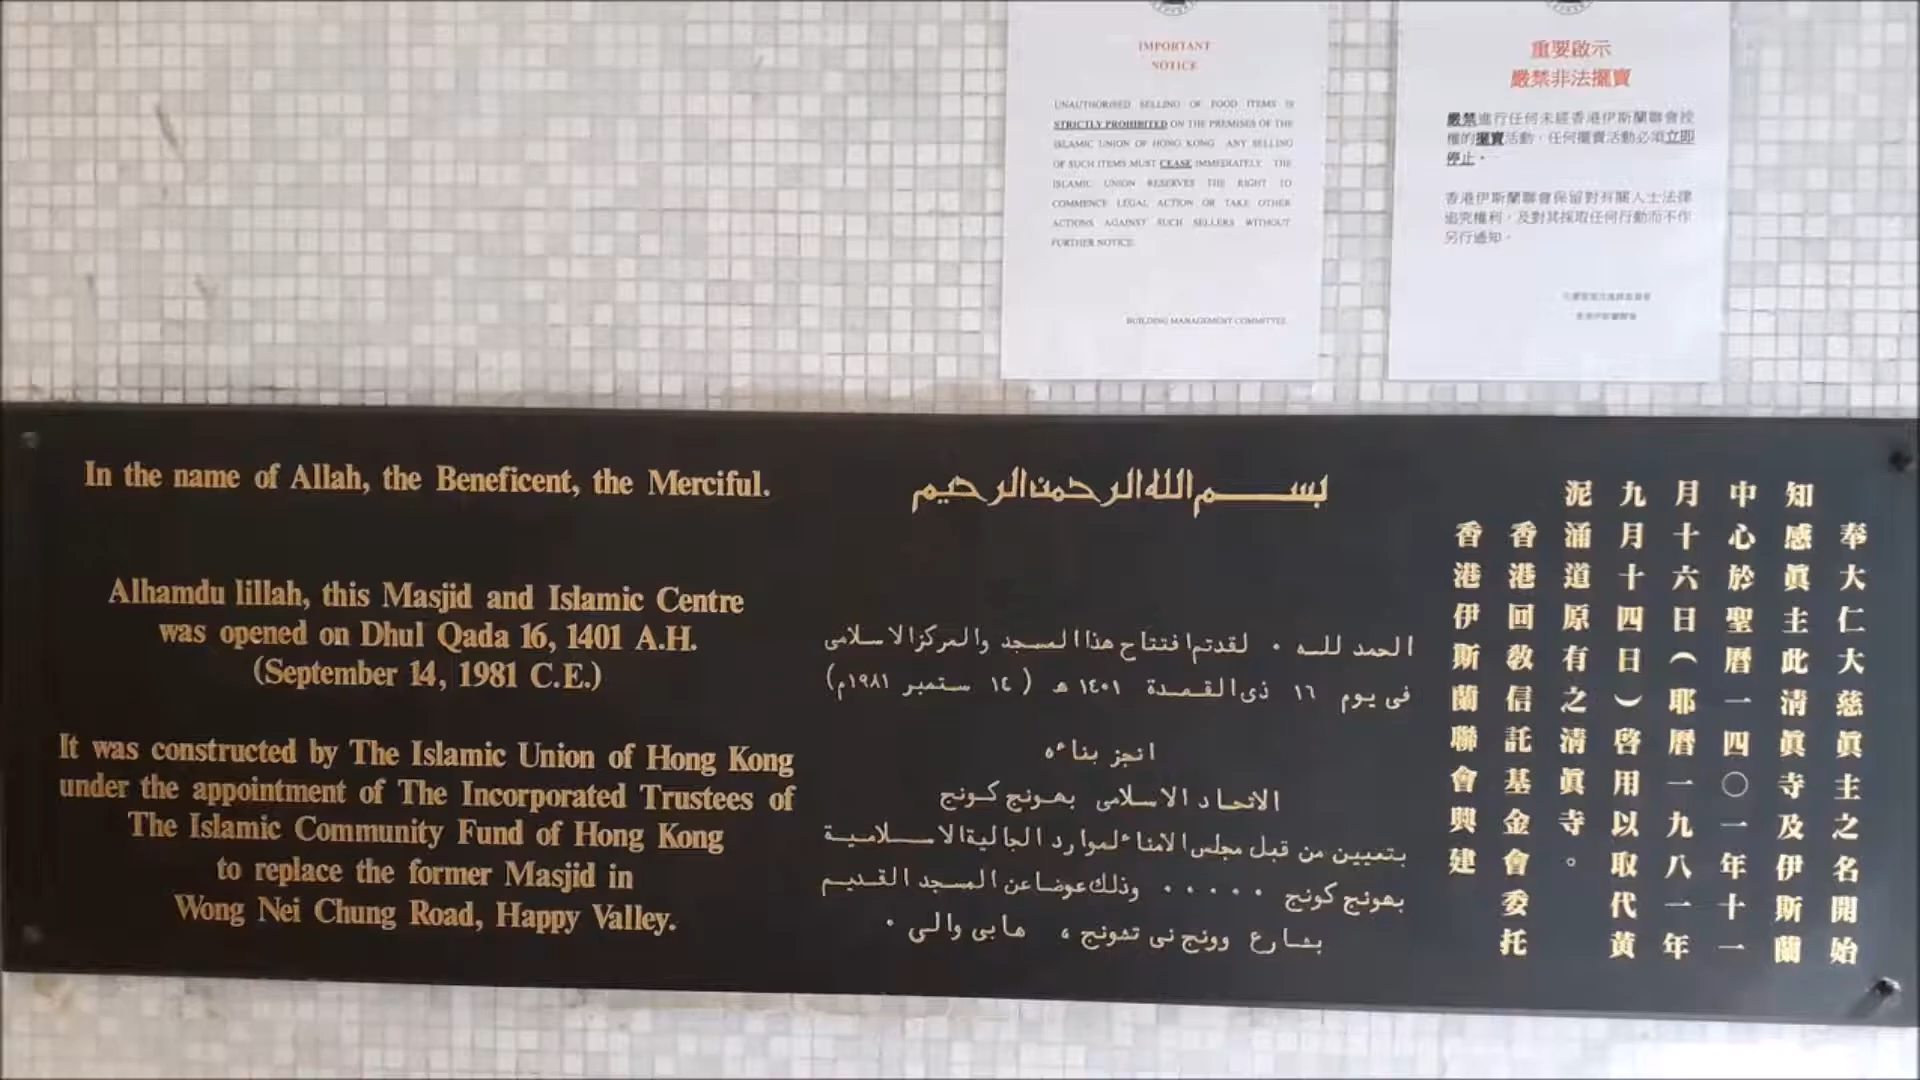 IMPORTANT
NOTICE
UNAUTHORISED SELLING OF FOOD ITEMS IS
STRICTLY PROHIBITED ON THE PREMISES OF THE
ISLAMIC UNION OF HONG KONG ANY SELLING
OF SUCH ITEMS MUST CEASE IMMEDIATELY THE
ISLAMIC UNION RESERVES THE RIGHT TO
COMMENCE LEGAL ACTION OR TAKE OTHER
ACTIONS AGAINST SUCH SELLERS WITHOUT
FURTHER NOTICE.
BUILDING MANAGEMENT COMMITTEE
重要啟示
嚴禁非法擺賣
嚴禁進行任何未經香港伊斯蘭聯會授
權的擺賣活動，任何擺賣活動必須立即
停止。
香港伊斯蘭聯會保留對有關人士法律
追究權利，及對其採取任何行動而不作
另行通知。
香港伊斯蘭聯會
In the name of Allah, the Beneficent, the Merciful.
Alhamdu lillah, this Masjid and Islamic Centre
was opened on Dhul Qada 16, 1401 A.H.
(September 14, 1981 C.E.)
It was constructed by The Islamic Union of Hong Kong
under the appointment of The Incorporated Trustees of
The Islamic Community Fund of Hong Kong
to replace the former Masjid in
Wong Nei Chung Road, Happy Valley.
بسم الله الرحمن الرحيم
الحمد لله . لقد تم افتتاح هذا المسجد والمركز الاسلامى
فى يوم ١٦ ذى القعدة ١٤٠١ ه (١٤ ستمبر ١٩٨١م)
انجز بناءه
الاتحاد الاسلامى بهونج كونج
بتعيين من قبل مجلس الامناء لموارد الجالية الاسلامية
بهونج كونج ..... وذلك عوضا عن المسجد القديم
بشارع وونج نى تشونج ، هابى والى .
奉大仁大慈眞主之名開始
知感眞主此清眞寺及伊斯蘭
中心於聖曆一四〇一年十一
月十六日（耶曆一九八一年
九月十四日）啓用以取代黃
泥涌道原有之清眞寺。
香港回教信託基金會委托
香港伊斯蘭聯會興建